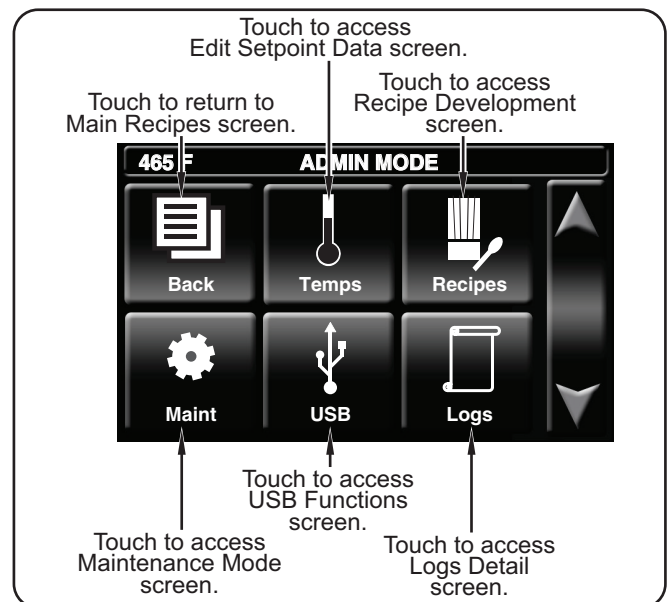 Touch to access
Edit Setpoint Data screen.
Touch to access
Recipe Development
screen.
Touch to return to
Main Recipes screen.
465 F ADMIN MODE
Back Temps Recipes
Maint USB Logs
Touch to access
USB Functions
screen.
Touch to access
Maintenance Mode
screen.
Touch to access
Logs Detail
screen.